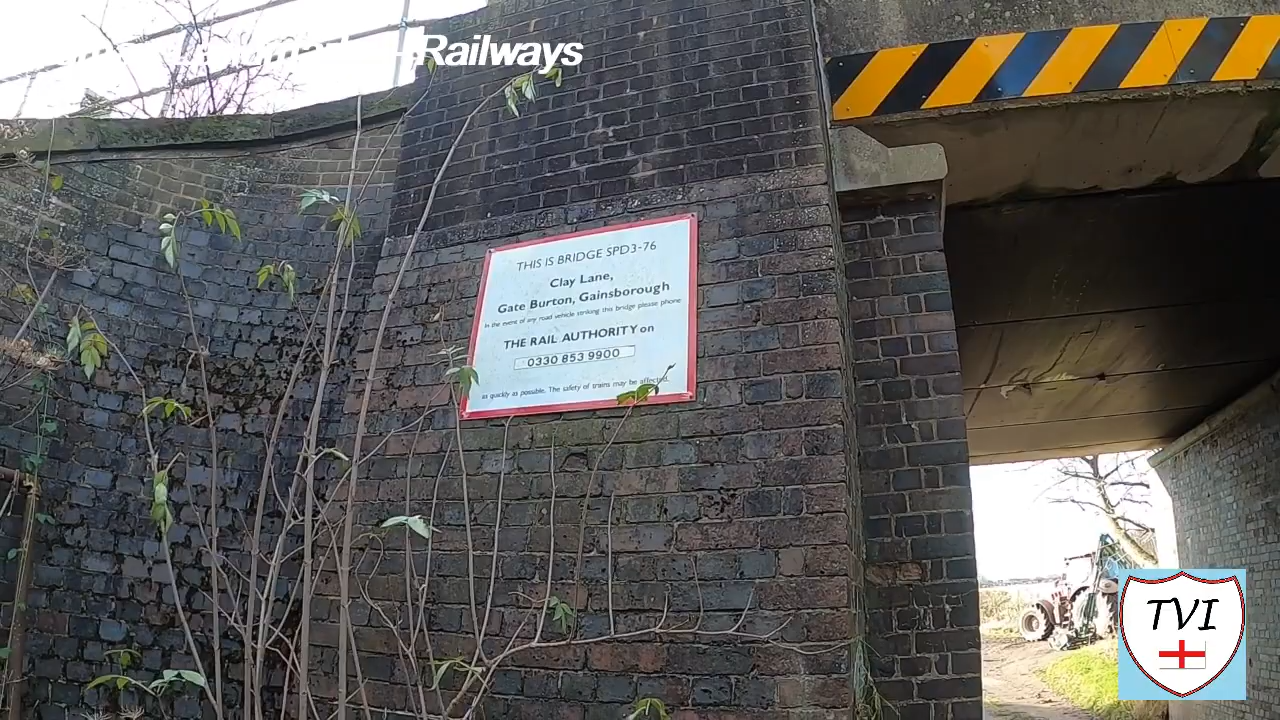 Railways
THIS IS BRIDGE SPD3-76
Clay Lane,
Gate Burton, Gainsborough
In the event of any road vehicle striking this bridge please phone
THE RAIL AUTHORITY on
0330 853 9900
as quickly as possible. The safety of trains may be affected.
TVI